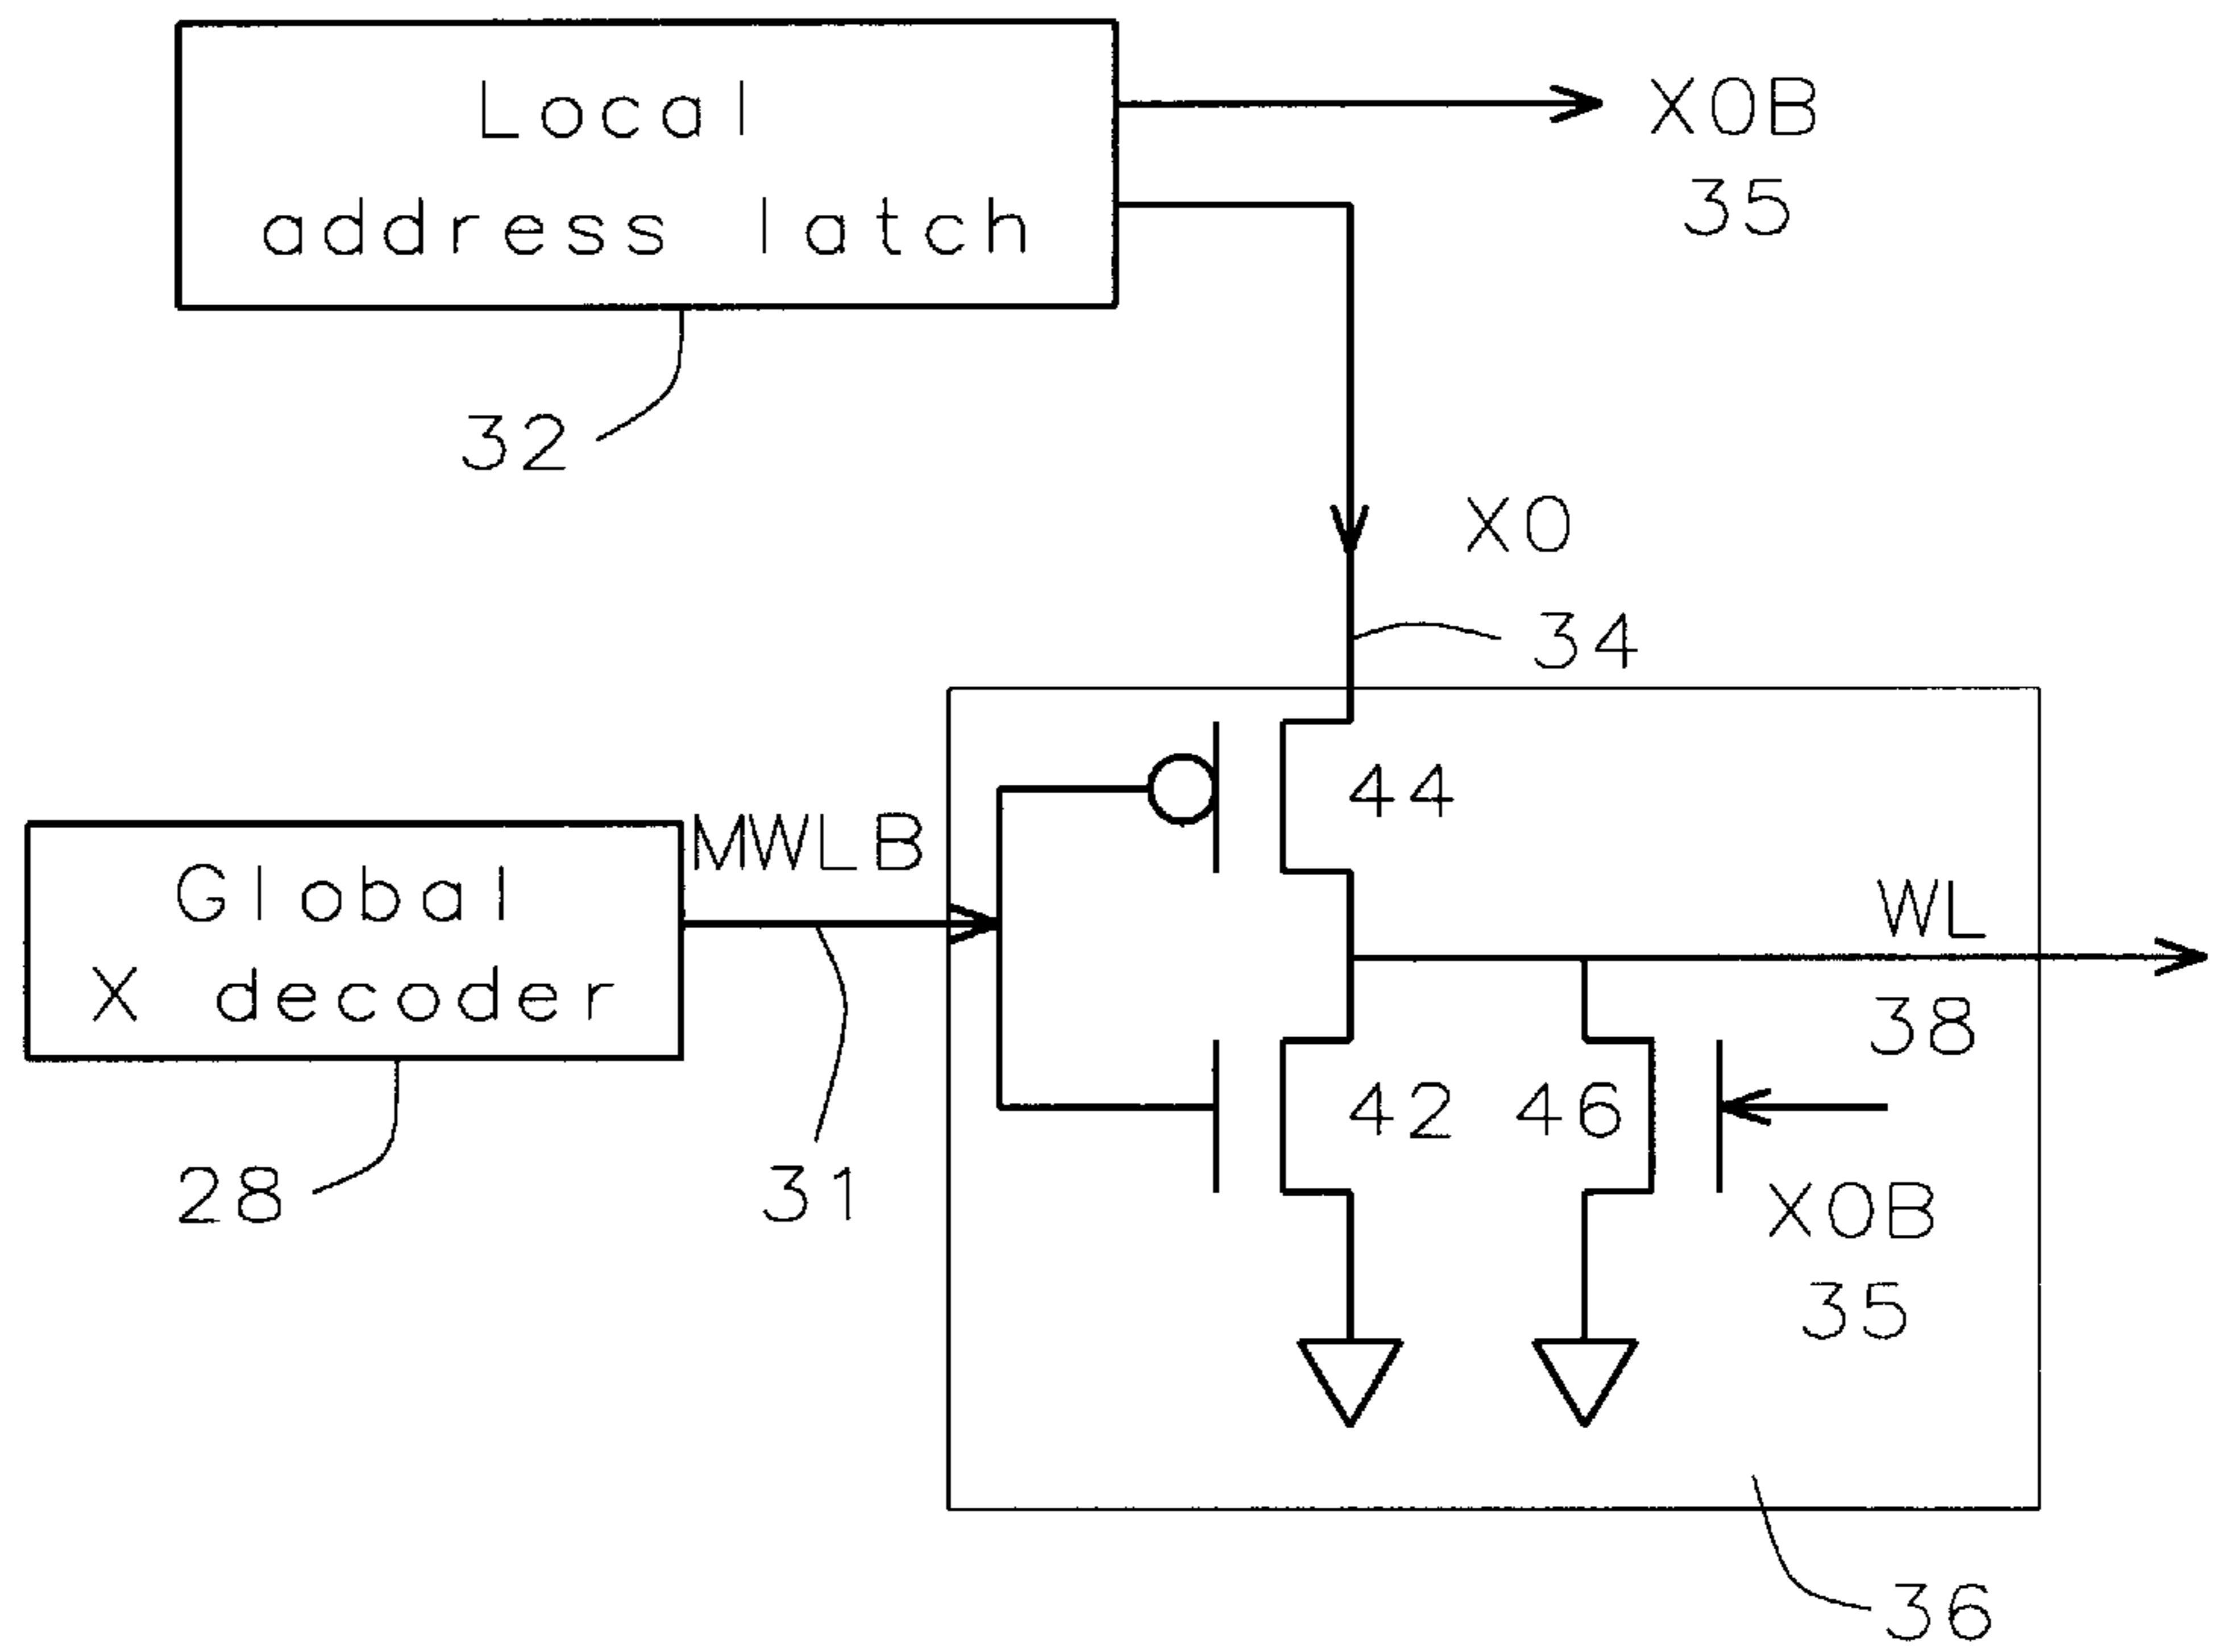 Local
address latch
X0B
35
32
X0
34
44
MWLB
Global
X decoder
WL
38
42
46
28
31
X0B
35
36